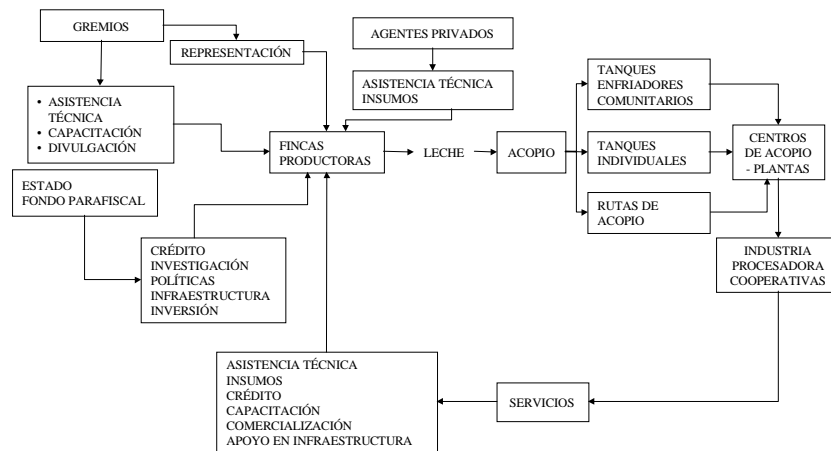 GREMIOS
REPRESENTACIÓN
AGENTES PRIVADOS
ASISTENCIA TÉCNICA
INSUMOS
• ASISTENCIA
TÉCNICA
• CAPACITACIÓN
• DIVULGACIÓN
FINCAS
PRODUCTORAS
LECHE
ACOPIO
TANQUES
ENFRIADORES
COMUNITARIOS
TANQUES
INDIVIDUALES
RUTAS DE
ACOPIO
CENTROS
DE ACOPIO
- PLANTAS
ESTADO
FONDO PARAFISCAL
CRÉDITO
INVESTIGACIÓN
POLÍTICAS
INFRAESTRUCTURA
INVERSIÓN
INDUSTRIA
PROCESADORA
COOPERATIVAS
ASISTENCIA TÉCNICA
INSUMOS
CRÉDITO
CAPACITACIÓN
COMERCIALIZACIÓN
APOYO EN INFRAESTRUCTURA
SERVICIOS